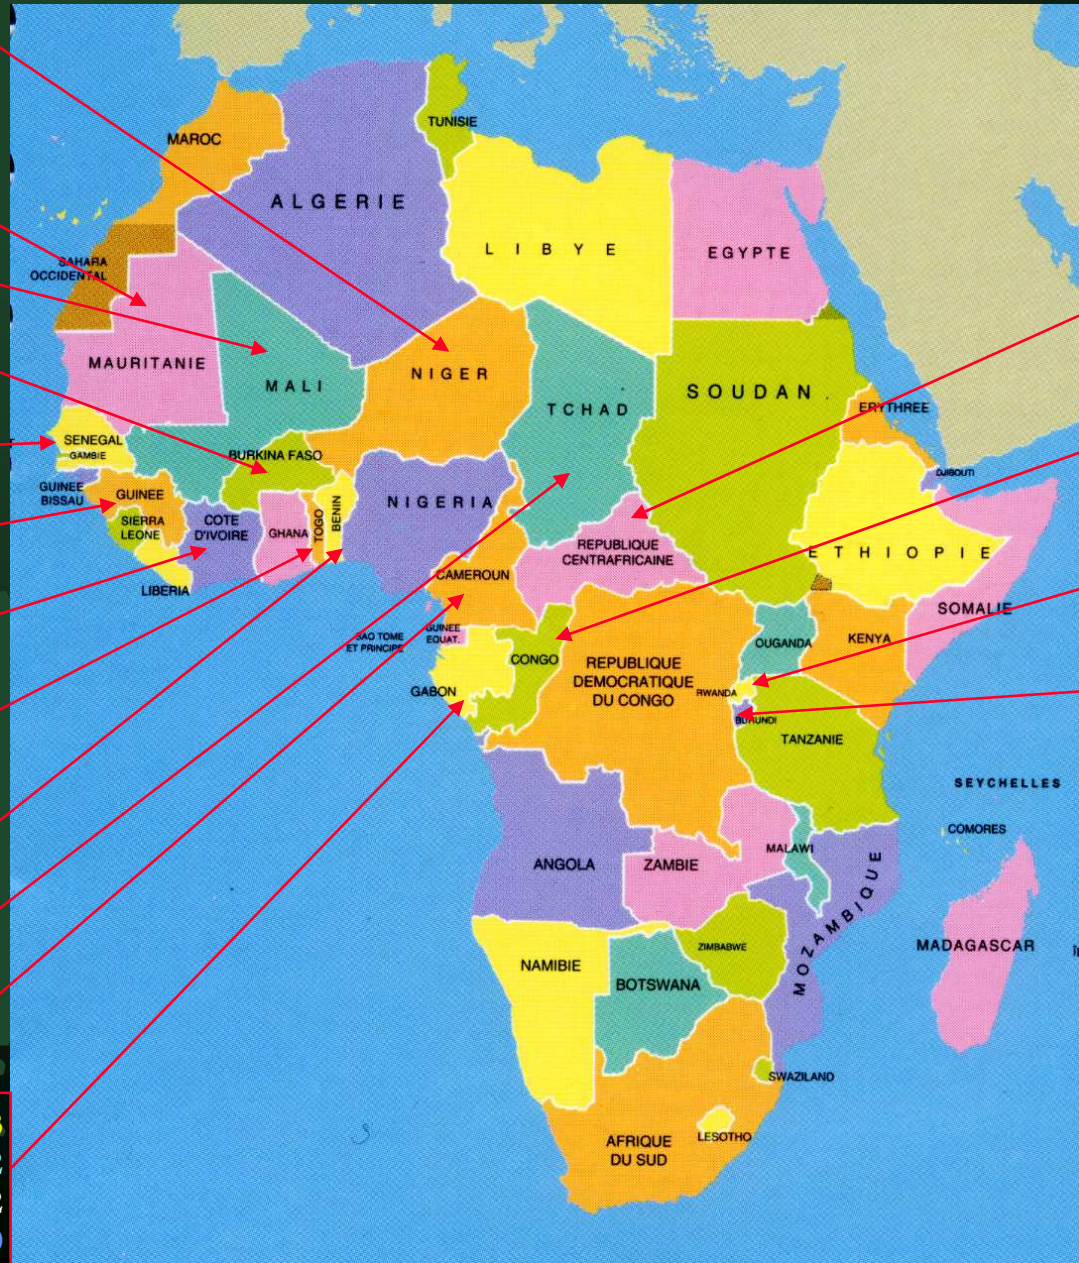 TUNISIE
MAROC
ALGERIE
LIBYE
EGYPTE
SAHARA
OCCIDENTAL
MAURITANIE
MALI
NIGER
TCHAD
SOUDAN
ERYTHREE
SENEGAL
GAMBIE
BURKINA FASO
DJIBOUTI
GUINEE
BISSAU
GUINEE
NIGERIA
SIERRA
LEONE
COTE
D'IVOIRE
GHANA
TOGO
BENIN
REPUBLIQUE
CENTRAFRICAINE
ETHIOPIE
LIBERIA
CAMEROUN
SOMALIE
SAO TOME
ET PRINCIPE
GUINEE
EQUAT.
CONGO
OUGANDA
KENYA
REPUBLIQUE
DEMOCRATIQUE
DU CONGO
GABON
RWANDA
BURUNDI
TANZANIE
SEYCHELLES
COMORES
ANGOLA
ZAMBIE
MALAWI
MOZAMBIQUE
MADAGASCAR
ZIMBABWE
NAMIBIE
BOTSWANA
SWAZILAND
LESOTHO
AFRIQUE
DU SUD